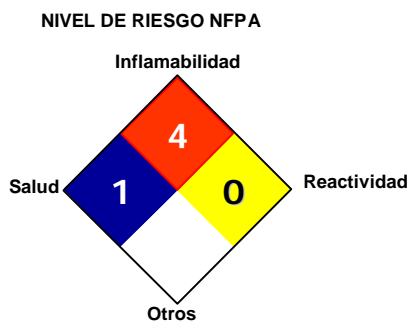 NIVEL DE RIESGO NFPA
Inflamabilidad
4
Salud
1
0
Reactividad
Otros